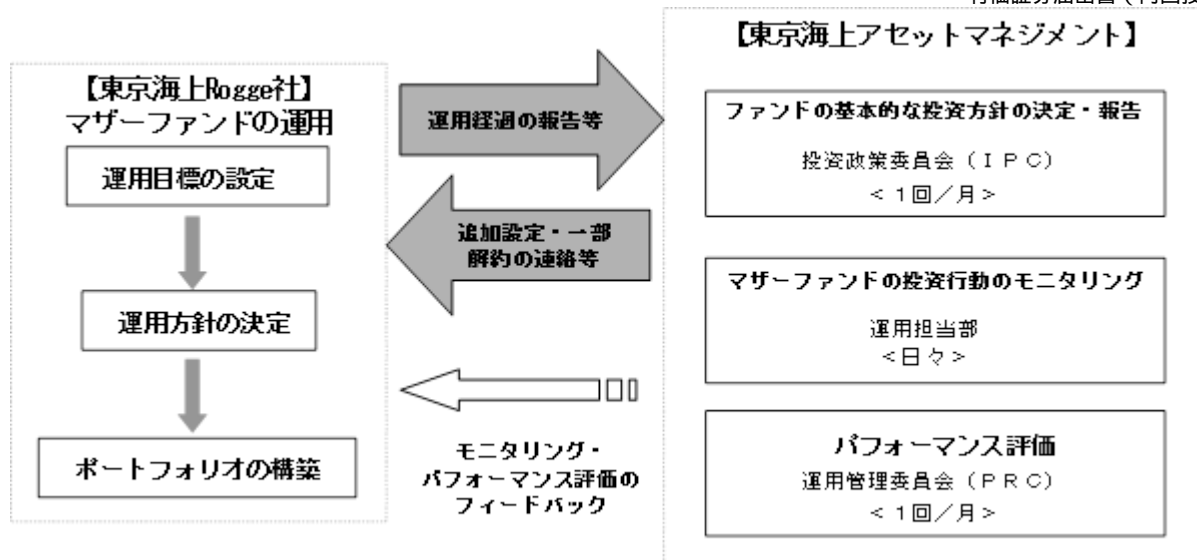 【東京海上Rogge社】
マザーファンドの運用
運用目標の設定
運用方針の決定
ポートフォリオの構築
運用経過の報告等
追加設定・一部
解約の連絡等
モニタリング・
パフォーマンス評価の
フィードバック
【東京海上アセットマネジメント】
ファンドの基本的な投資方針の決定・報告
投資政策委員会（ＩＰＣ）
＜１回／月＞
マザーファンドの投資行動のモニタリング
運用担当部
＜日々＞
パフォーマンス評価
運用管理委員会（ＰＲＣ）
＜１回／月＞